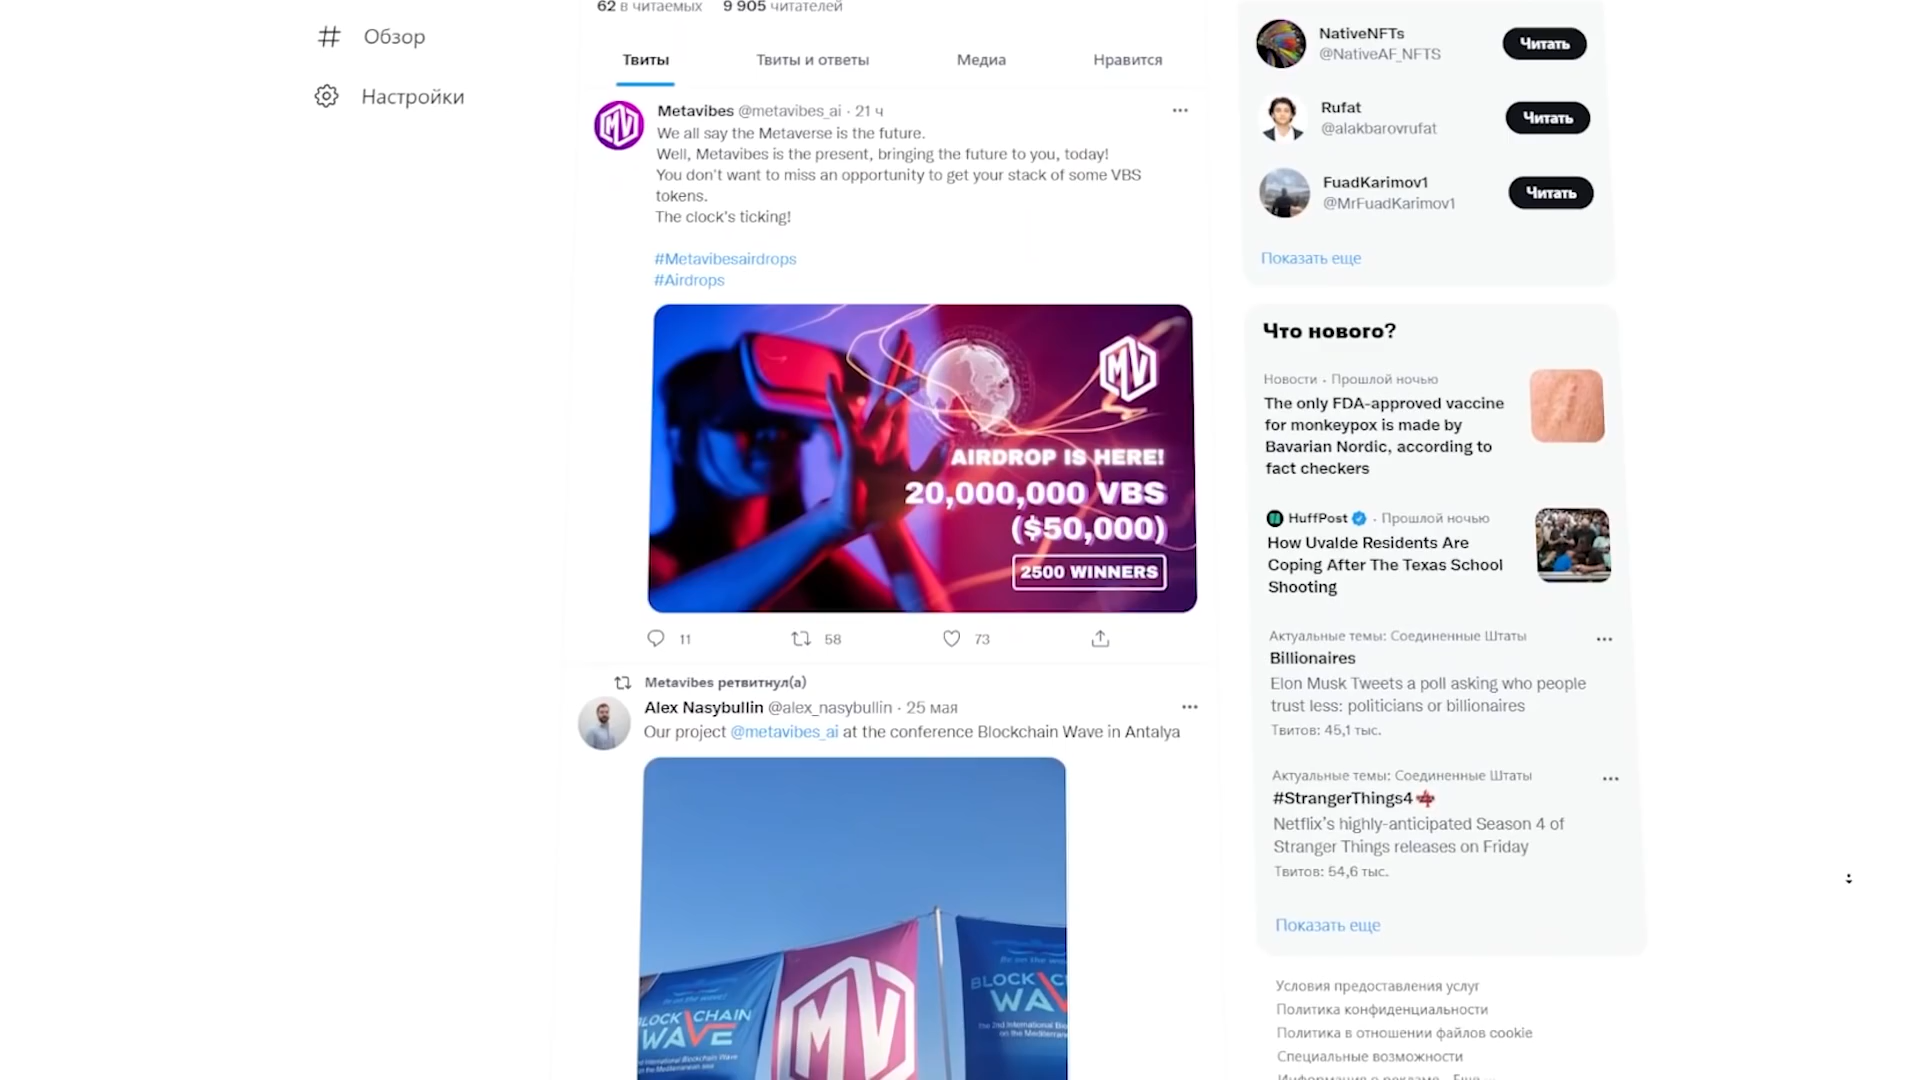 Обзор
Настройки
62 в читаемых 9 905 читателей
Твиты Твиты и ответы Медиа Нравится
Metavibes @metavibes_ai · 21 ч
We all say the Metaverse is the future.
Well, Metavibes is the present, bringing the future to you, today!
You don't want to miss an opportunity to get your stack of some VBS
tokens.
The clock's ticking!
#Metavibesairdrops
#Airdrops
MV
AIRDROP IS HERE!
20,000,000 VBS
($50,000)
2500 WINNERS
11 58 73
Metavibes ретвитнул(а)
Alex Nasybullin @alex_nasybullin · 25 мая
Our project @metavibes_ai at the conference Blockchain Wave in Antalya
BLOCKCHAIN
WAVE
MV
NativeNFTs
@NativeAF_NFTS
Читать
Rufat
@alakbarovrufat
Читать
FuadKarimov1
@MrFuadKarimov1
Читать
Показать еще
Что нового?
Новости · Прошлой ночью
The only FDA-approved vaccine
for monkeypox is made by
Bavarian Nordic, according to
fact checkers
HuffPost · Прошлой ночью
How Uvalde Residents Are
Coping After The Texas School
Shooting
Актуальные темы: Соединенные Штаты
Billionaires
Elon Musk Tweets a poll asking who people
trust less: politicians or billionaires
Твитов: 45,1 тыс.
Актуальные темы: Соединенные Штаты
#StrangerThings4
Netflix's highly-anticipated Season 4 of
Stranger Things releases on Friday
Твитов: 54,6 тыс.
Показать еще
Условия предоставления услуг
Политика конфиденциальности
Политика в отношении файлов cookie
Специальные возможности
Информация о рекламе Еще